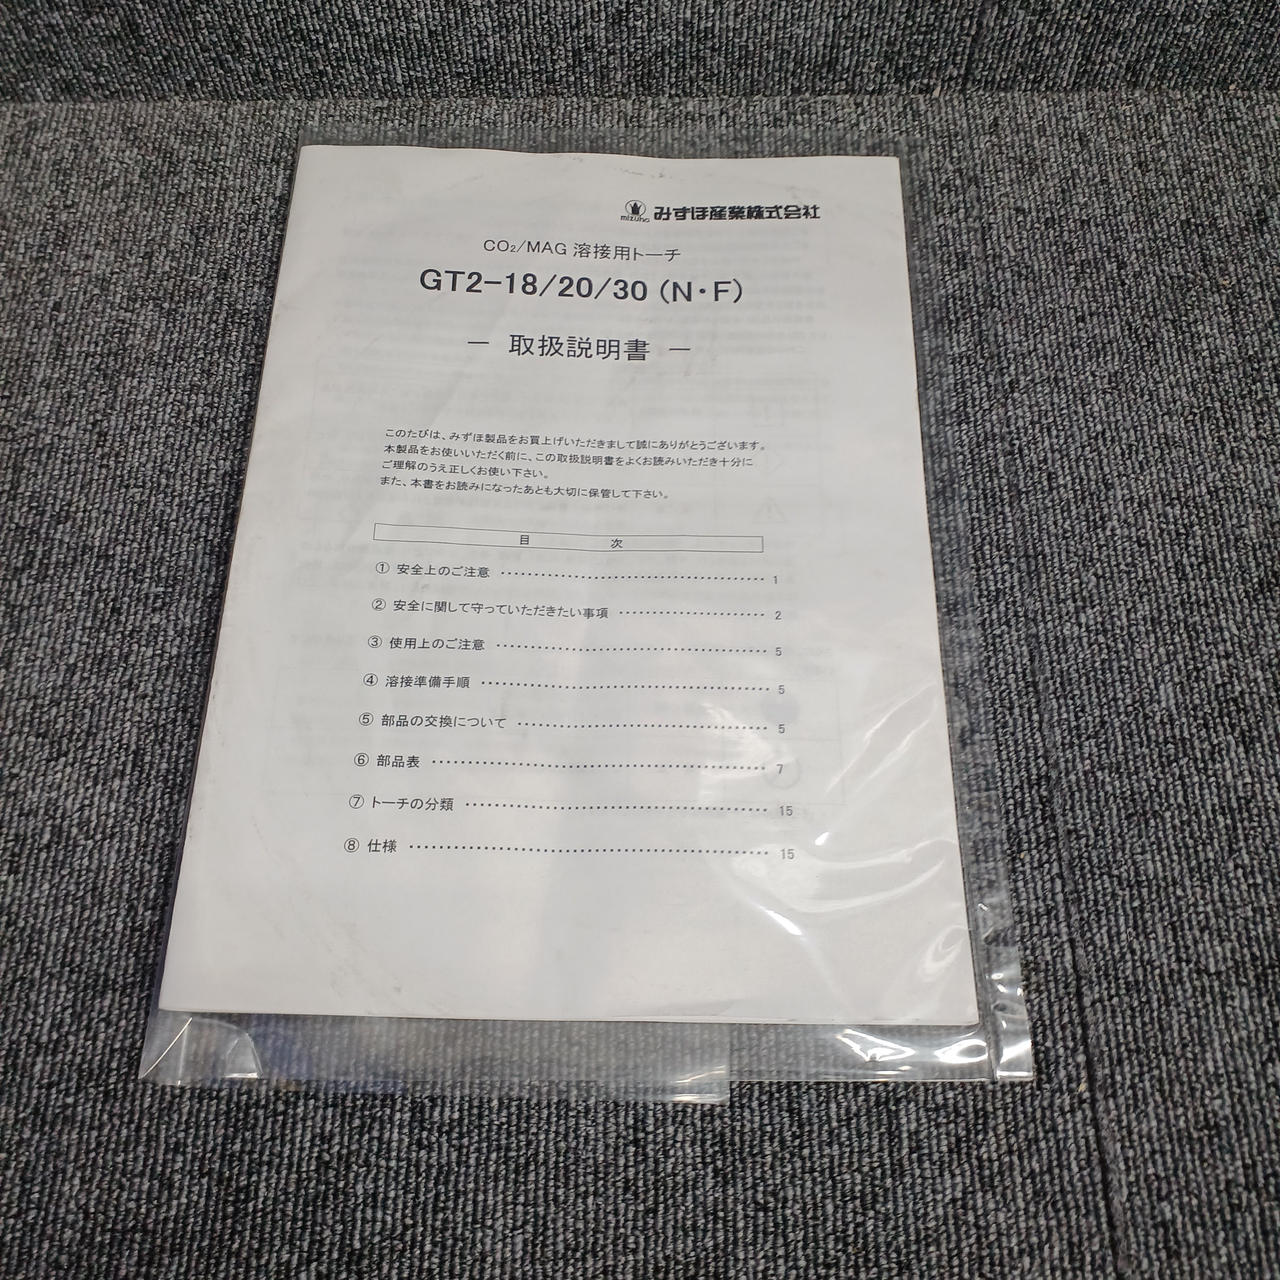 mizuho みずほ産業株式会社
CO₂/MAG 溶接用トーチ
GT2-18/20/30 (N・F)
― 取扱説明書 ―
このたびは、みずほ製品をお買上げいただきまして誠にありがとうございます。
本製品をお使いいただく前に、この取扱説明書をよくお読みいただき十分に
ご理解のうえ正しくお使い下さい。
また、本書をお読みになったあとも大切に保管して下さい。
目 次
① 安全上のご注意 ・・・・・・・・・・・・・・・・・・・・ 1
② 安全に関して守っていただきたい事項 ・・・・・・・・・・・・ 2
③ 使用上のご注意 ・・・・・・・・・・・・・・・・・・・・ 5
④ 溶接準備手順 ・・・・・・・・・・・・・・・・・・・・・ 5
⑤ 部品の交換について ・・・・・・・・・・・・・・・・・・ 5
⑥ 部品表 ・・・・・・・・・・・・・・・・・・・・・・・・ 7
⑦ トーチの分類 ・・・・・・・・・・・・・・・・・・・・・ 15
⑧ 仕様 ・・・・・・・・・・・・・・・・・・・・・・・・・ 15